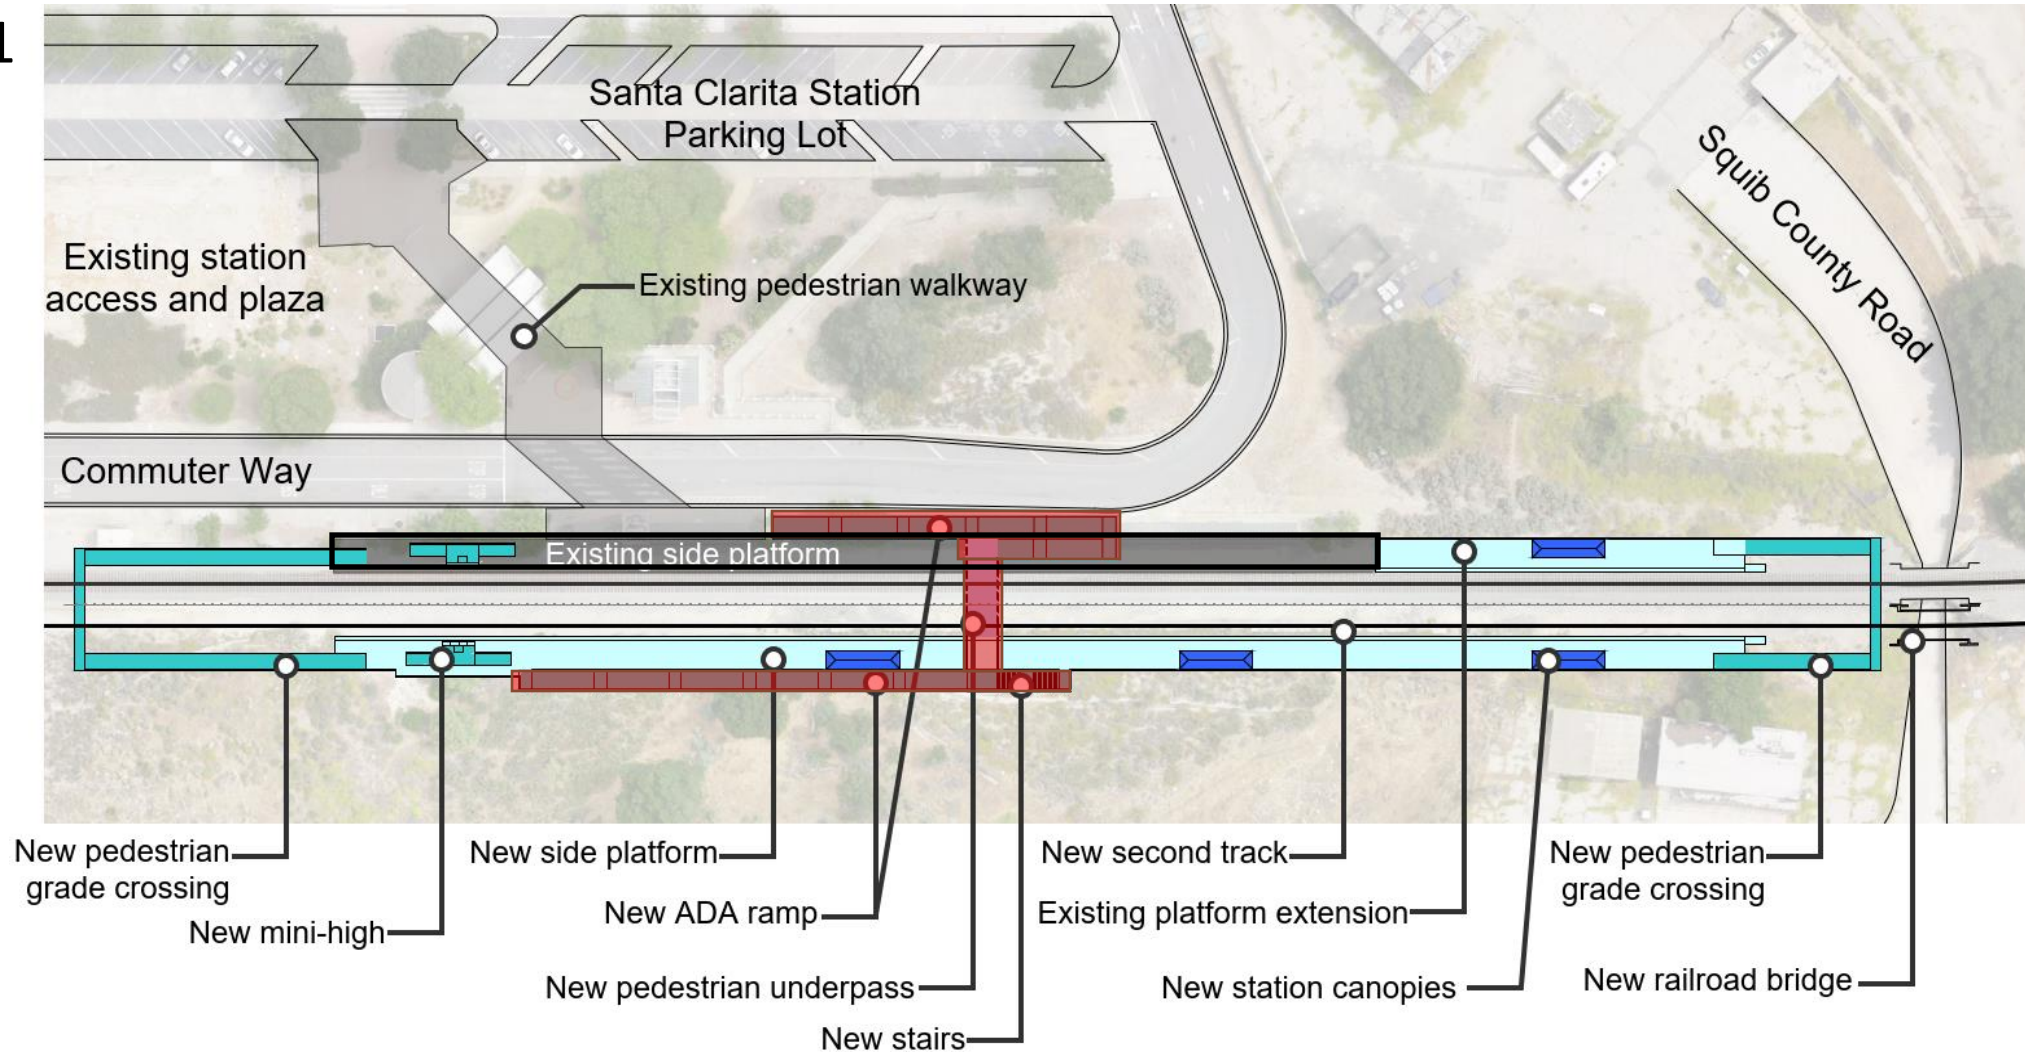 1
Santa Clarita Station
Parking Lot
Squib County Road
Existing station
access and plaza
Existing pedestrian walkway
Commuter Way
Existing side platform
New pedestrian
grade crossing
New mini-high
New side platform
New ADA ramp
New pedestrian underpass
New stairs
New second track
Existing platform extension
New station canopies
New pedestrian
grade crossing
New railroad bridge